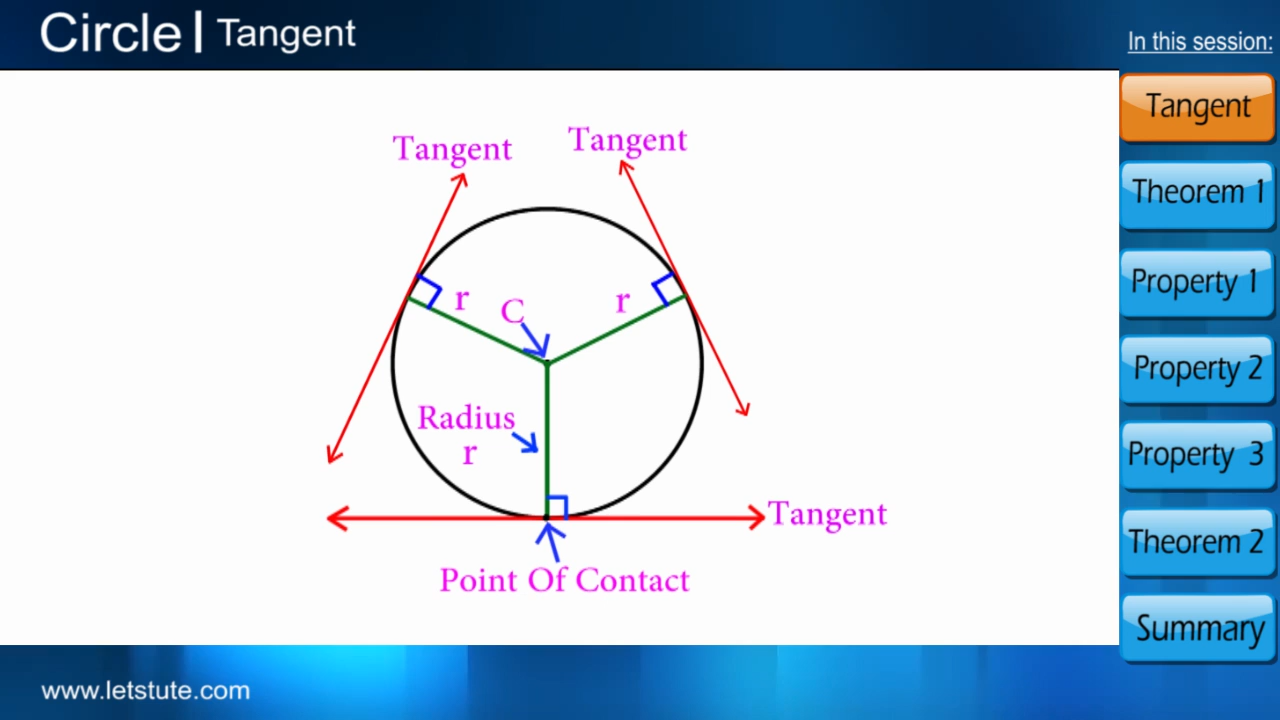 Circle | Tangent
In this session:
Tangent
Theorem 1
Property 1
Property 2
Property 3
Theorem 2
Summary
Tangent
Tangent
r
C
r
Radius
r
Tangent
Point Of Contact
www.letstute.com